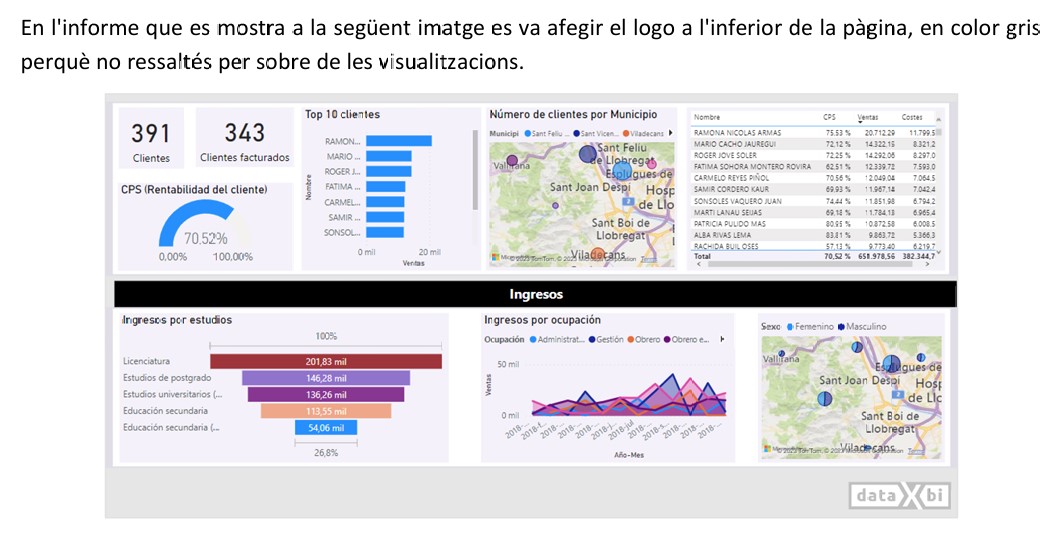 En l'informe que es mostra a la següent imatge es va afegir el logo a l'inferior de la pàgina, en color gris
perquè no ressaltés per sobre de les visualitzacions.
391
Clientes
343
Clientes facturados
CPS (Rentabilidad del cliente)
70,52%
0,00% 100,00%
Top 10 clientes
Nombre
RAMON...
MARIO ...
ROGER J...
FATIMA ...
CARMEL...
SAMIR ...
SONSOL...
0 mil 20 mil
Ventas
Número de clientes por Municipio
Municipi Sant Feliu ... Sant Vicen... Viladecans
Vallirana
Sant Feliu
de Llobregat
Esplugues de
Sant Joan Despí
Hosp
de Llo
Sant Boi de
Llobregat
Viladecans
Nombre CPS Ventas Costes
RAMONA NICOLAS ARMAS 75,53 % 20.712,29 11.799,5
MARIO CACHO JAUREGUI 72,12 % 14.322,15 8.321,2
ROGER JOVE SOLER 72,25 % 14.292,06 8.297,0
FATIMA SOHORA MONTERO ROVIRA 62,51 % 12.339,72 7.593,0
CARMELO REYES PIÑOL 70,56 % 12.049,04 7.064,5
SAMIR CORDERO KAUR 69,93 % 11.967,14 7.042,4
SONSOLES VAQUERO JUAN 74,44 % 11.851,98 6.794,2
MARTI LANAU SEIJAS 69,18 % 11.784,13 6.965,4
PATRICIA PULIDO MAS 80,95 % 10.872,58 6.008,5
ALBA RIVAS LEMA 83,81 % 9.863,72 5.366,3
RACHIDA BUIL OSES 57,13 % 9.773,40 6.219,7
Total 70,52 % 651.978,56 382.344,7
Ingresos
Ingresos por estudios
100%
Licenciatura 201,83 mil
Estudios de postgrado 146,28 mil
Estudios universitarios (... 136,26 mil
Educación secundaria 113,55 mil
Educación secundaria (... 54,06 mil
26,8%
Ingresos por ocupación
Ocupación Administrat... Gestión Obrero Obrero e...
Ventas
50 mil
0 mil
Año-Mes
Sexo Femenino Masculino
Vallirana
Esplugues de
Sant Joan Despí
Hosp
de Llo
Sant Boi de
Llobregat
Viladecans
data X bi